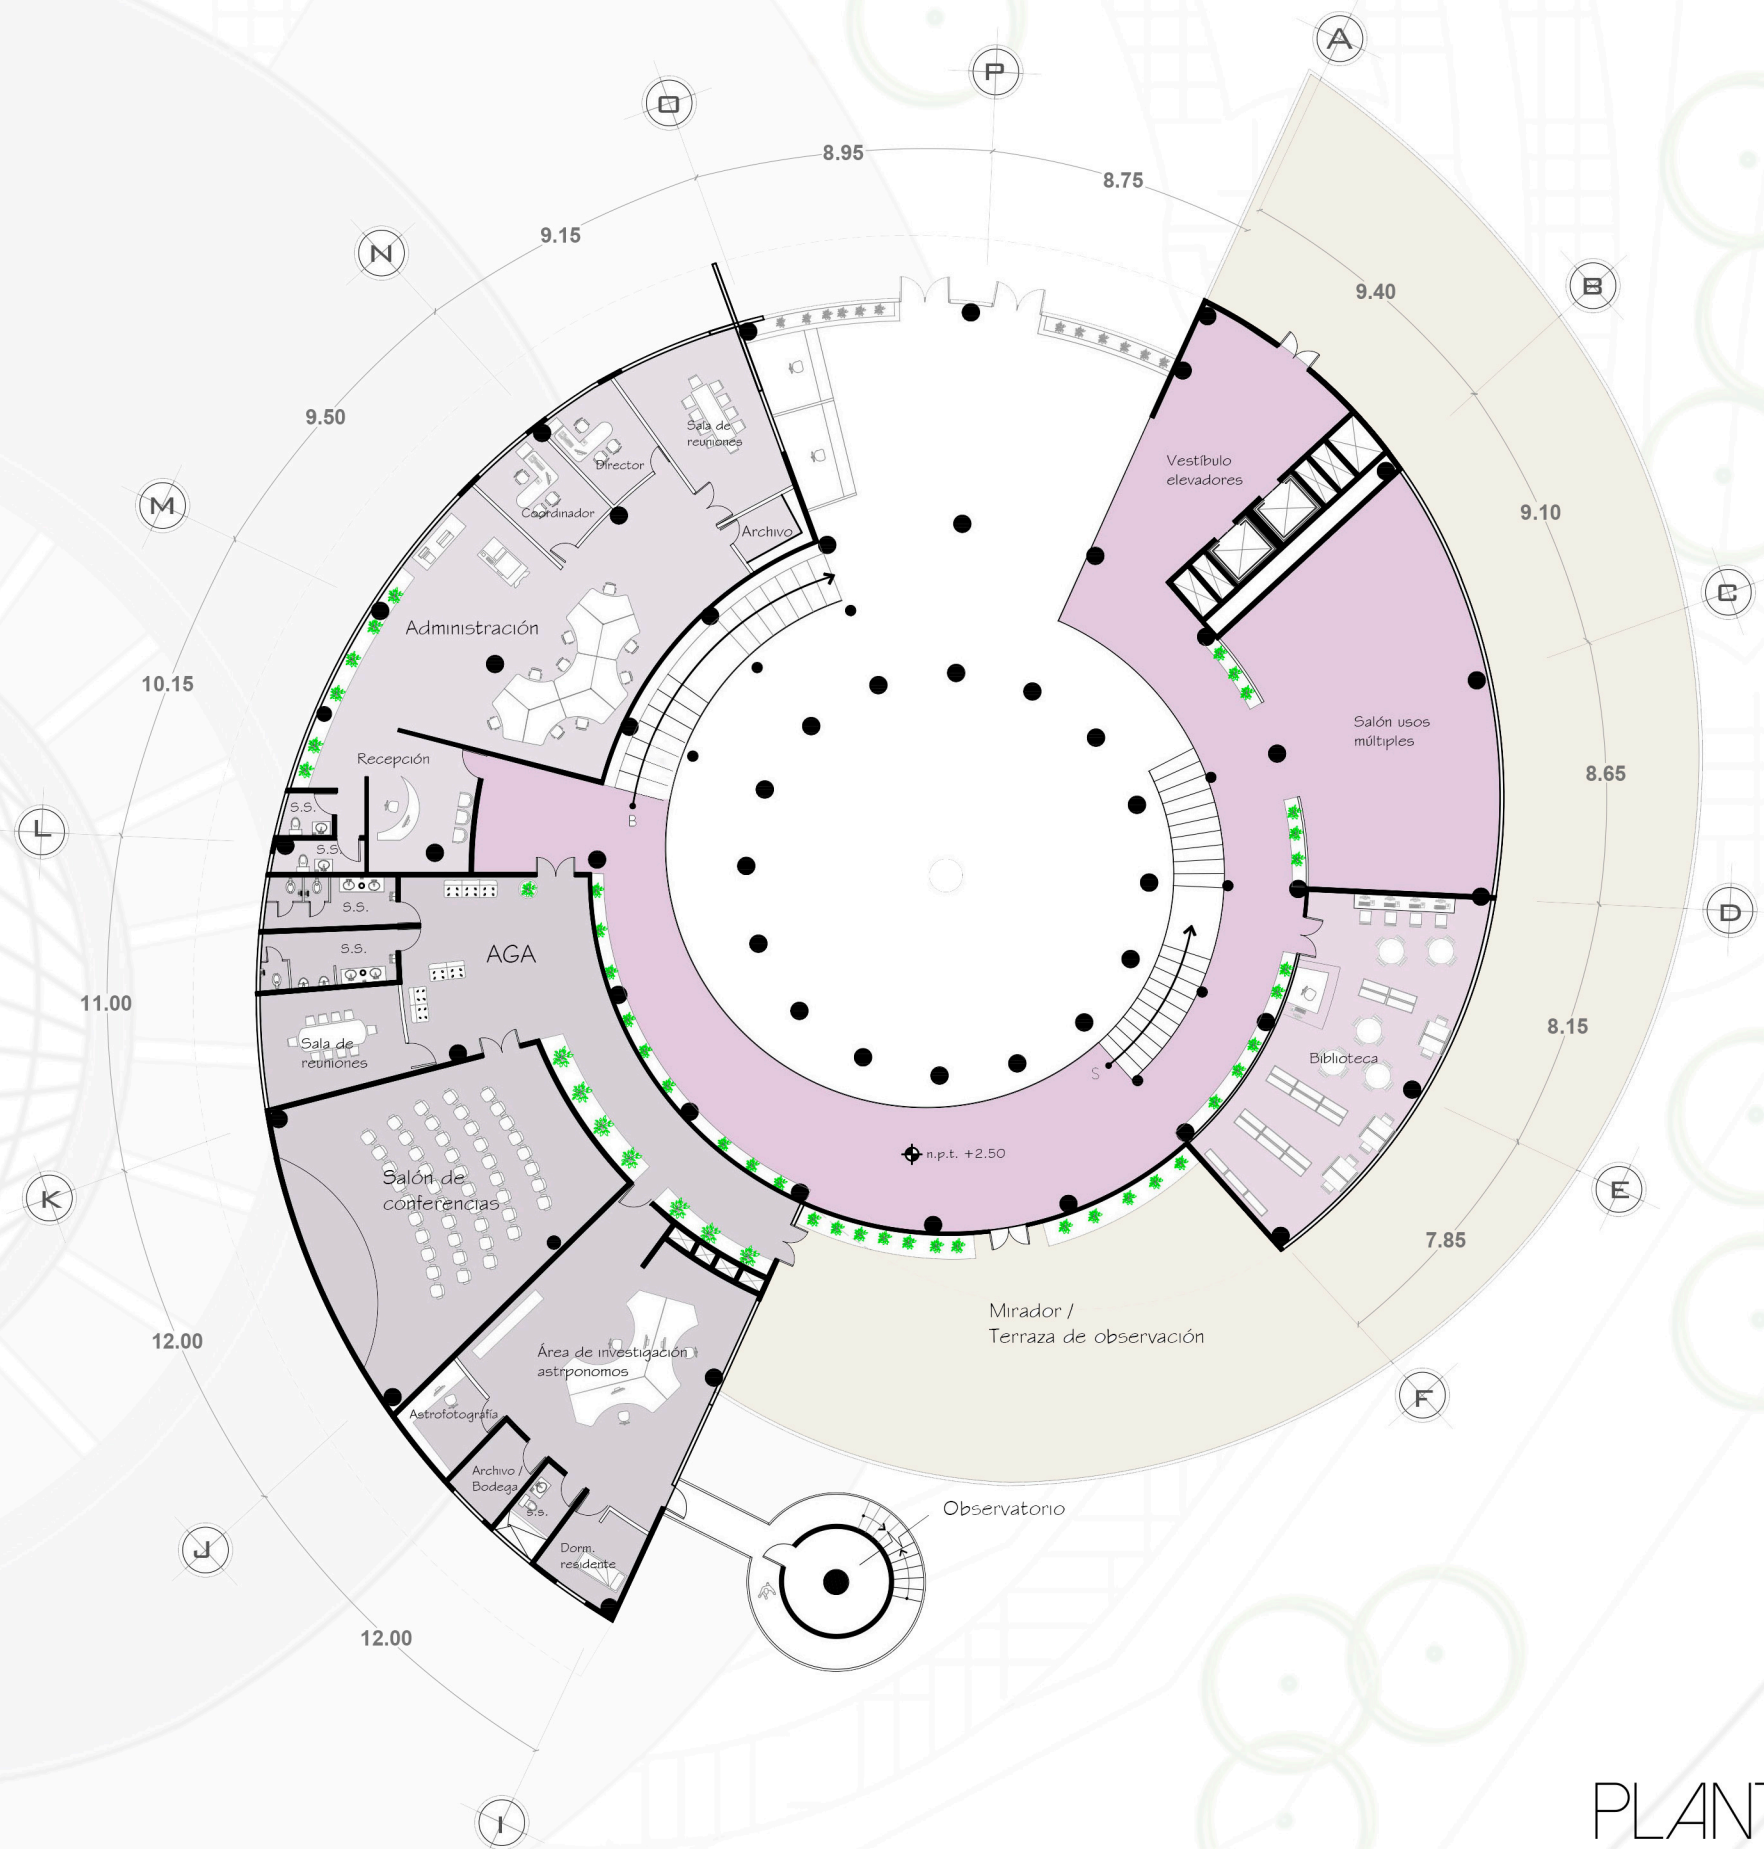 A
P
O
8.95
8.75
9.15
N
B
9.40
9.50
Sala de
reuniones
Director
Vestíbulo
elevadores
M
Coordinador
Archivo
9.10
C
Administración
10.15
Salón usos
múltiples
Recepción
8.65
S.S.
B
L
S.S.
S.S.
D
S.S.
AGA
11.00
8.15
Sala de
reuniones
Biblioteca
S
n.p.t. +2.50
Salón de
conferencias
K
E
7.85
Mirador /
Terraza de observación
12.00
Área de investigación
astrponomos
F
Astrofotografía
Archivo /
Bodega
S.S.
Observatorio
J
Dorm.
residente
12.00
I
PLANT